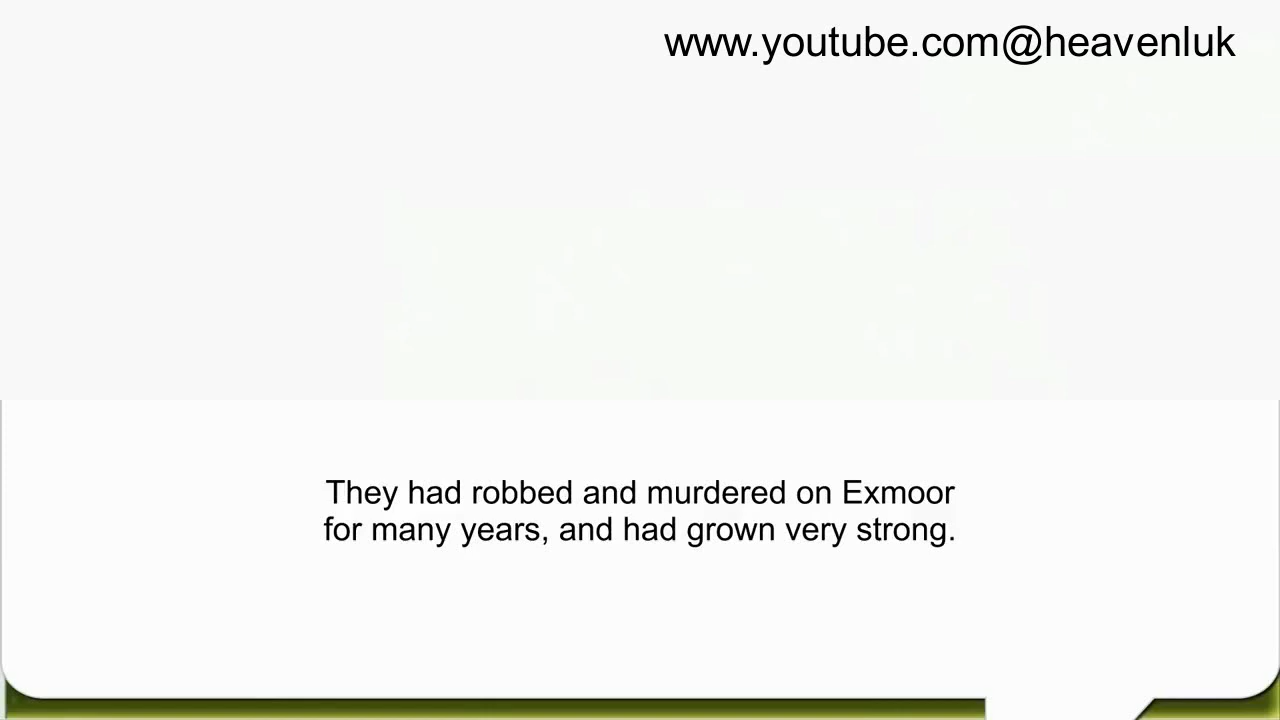 www.youtube.com@heavenluk
They had robbed and murdered on Exmoor
for many years, and had grown very strong.